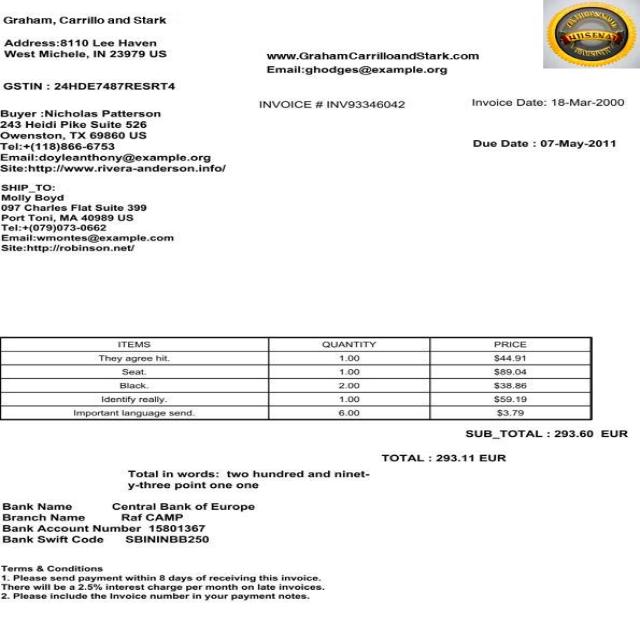 Graham, Carrillo and Stark
Address:8110 Lee Haven
West Michele, IN 23979 US
www.GrahamCarrilloandStark.com
Email:ghodges@example.org
GSTIN : 24HDE7487RESRT4
INVOICE # INV93346042
Invoice Date: 18-Mar-2000
Due Date : 07-May-2011
Buyer :Nicholas Patterson
243 Heidi Pike Suite 526
Owenston, TX 69860 US
Tel:+(118)866-6753
Email:doyleanthony@example.org
Site:http://www.rivera-anderson.info/
SHIP_TO:
Molly Boyd
097 Charles Flat Suite 399
Port Toni, MA 40989 US
Tel:+(079)073-0662
Email:wmontes@example.com
Site:http://robinson.net/
ITEMS QUANTITY PRICE
They agree hit. 1.00 $44.91
Seat. 1.00 $89.04
Black. 2.00 $38.86
Identify really. 1.00 $59.19
Important language send. 6.00 $3.79
SUB_TOTAL : 293.60 EUR
TOTAL : 293.11 EUR
Total in words: two hundred and ninet-
y-three point one one
Bank Name Central Bank of Europe
Branch Name Raf CAMP
Bank Account Number 15801367
Bank Swift Code SBININBB250
Terms & Conditions
1. Please send payment within 8 days of receiving this invoice.
There will be a 2.5% interest charge per month on late invoices.
2. Please include the Invoice number in your payment notes.